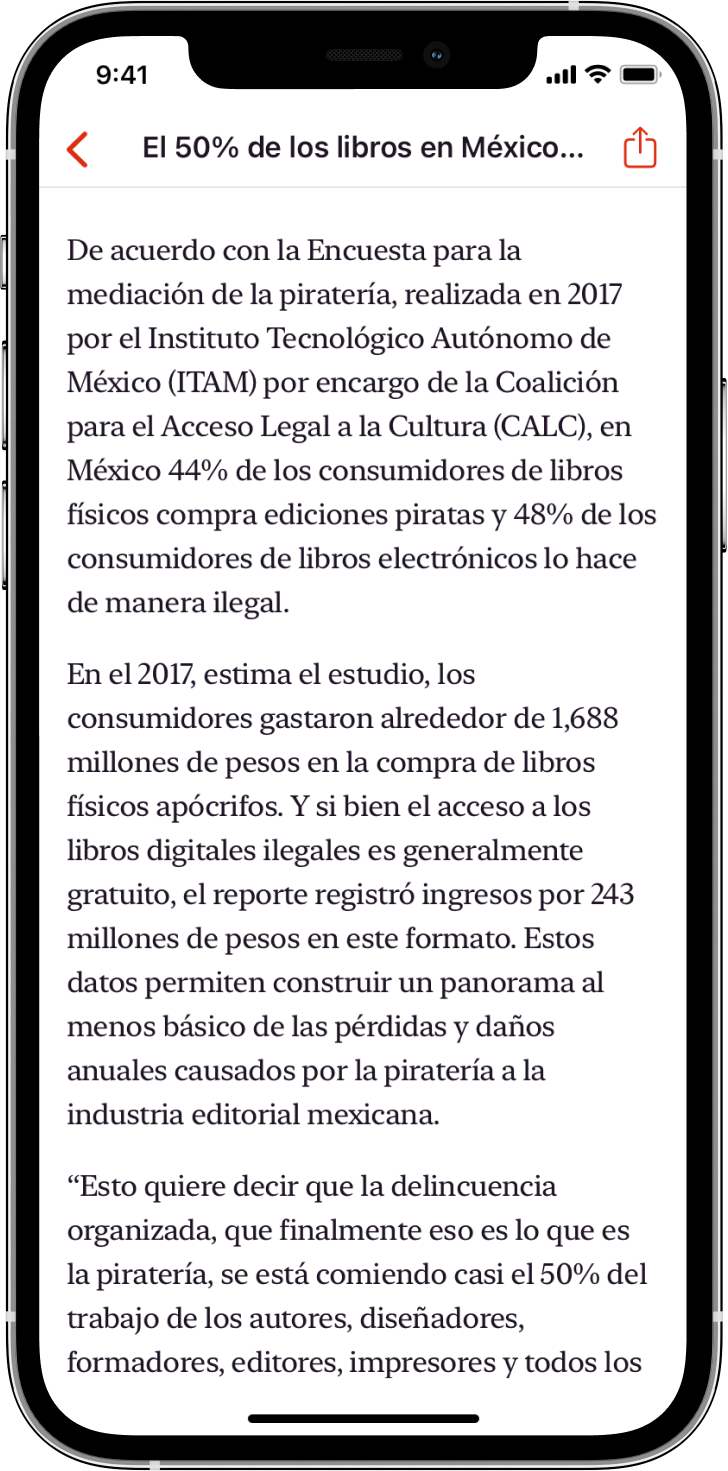 9:41
El 50% de los libros en México...
De acuerdo con la Encuesta para la
mediación de la piratería, realizada en 2017
por el Instituto Tecnológico Autónomo de
México (ITAM) por encargo de la Coalición
para el Acceso Legal a la Cultura (CALC), en
México 44% de los consumidores de libros
físicos compra ediciones piratas y 48% de los
consumidores de libros electrónicos lo hace
de manera ilegal.
En el 2017, estima el estudio, los
consumidores gastaron alrededor de 1,688
millones de pesos en la compra de libros
físicos apócrifos. Y si bien el acceso a los
libros digitales ilegales es generalmente
gratuito, el reporte registró ingresos por 243
millones de pesos en este formato. Estos
datos permiten construir un panorama al
menos básico de las pérdidas y daños
anuales causados por la piratería a la
industria editorial mexicana.
“Esto quiere decir que la delincuencia
organizada, que finalmente eso es lo que es
la piratería, se está comiendo casi el 50% del
trabajo de los autores, diseñadores,
formadores, editores, impresores y todos los